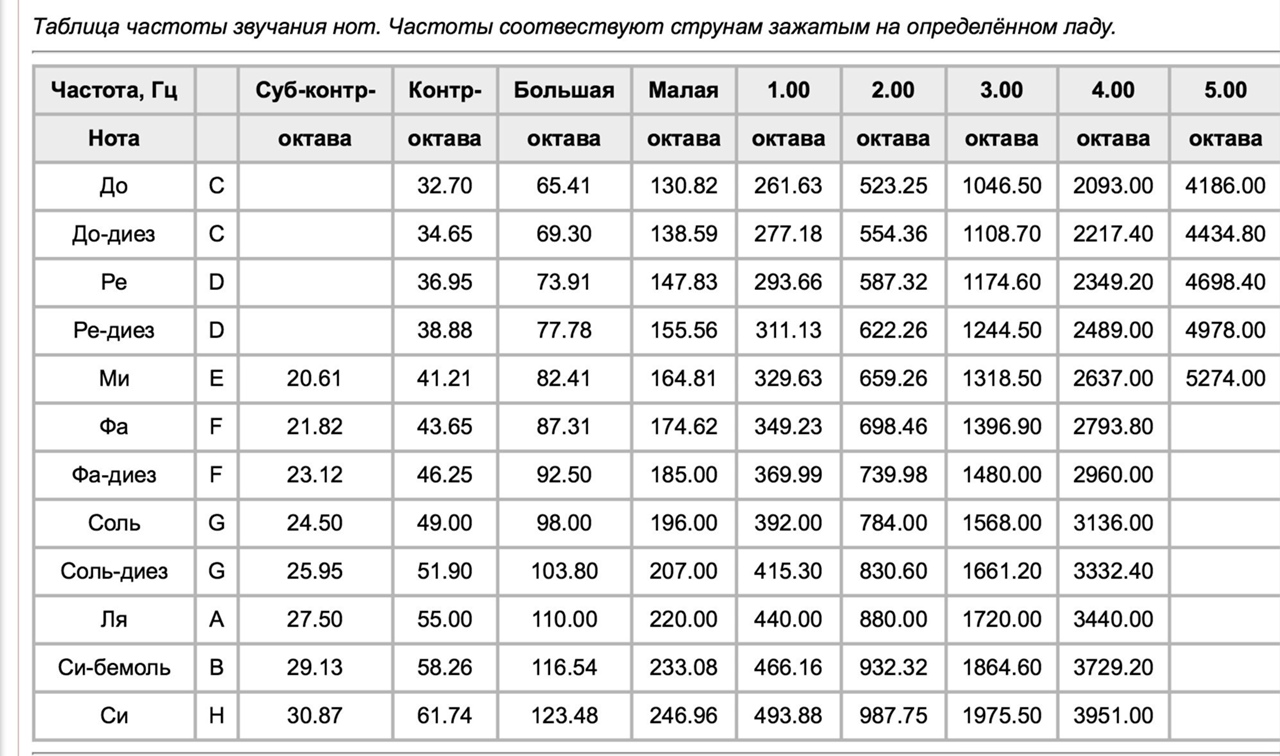 Таблица частоты звучания нот. Частоты соотвествуют струнам зажатым на определённом ладу.
Частота, Гц Суб-контр- Контр- Большая Малая 1.00 2.00 3.00 4.00 5.00
Нота октава октава октава октава октава октава октава октава октава
До C 32.70 65.41 130.82 261.63 523.25 1046.50 2093.00 4186.00
До-диез C 34.65 69.30 138.59 277.18 554.36 1108.70 2217.40 4434.80
Ре D 36.95 73.91 147.83 293.66 587.32 1174.60 2349.20 4698.40
Ре-диез D 38.88 77.78 155.56 311.13 622.26 1244.50 2489.00 4978.00
Ми E 20.61 41.21 82.41 164.81 329.63 659.26 1318.50 2637.00 5274.00
Фа F 21.82 43.65 87.31 174.62 349.23 698.46 1396.90 2793.80
Фа-диез F 23.12 46.25 92.50 185.00 369.99 739.98 1480.00 2960.00
Соль G 24.50 49.00 98.00 196.00 392.00 784.00 1568.00 3136.00
Соль-диез G 25.95 51.90 103.80 207.00 415.30 830.60 1661.20 3332.40
Ля A 27.50 55.00 110.00 220.00 440.00 880.00 1720.00 3440.00
Си-бемоль B 29.13 58.26 116.54 233.08 466.16 932.32 1864.60 3729.20
Си H 30.87 61.74 123.48 246.96 493.88 987.75 1975.50 3951.00